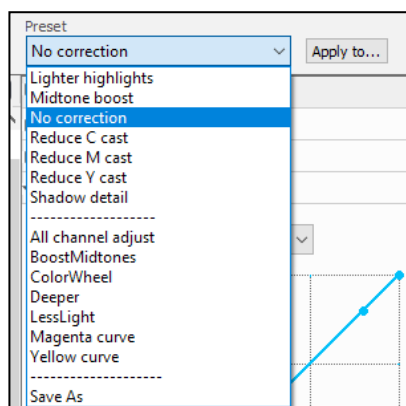 Preset
No correction
Apply to...
Lighter highlights
Midtone boost
No correction
Reduce C cast
Reduce M cast
Reduce Y cast
Shadow detail
-------------------
All channel adjust
BoostMidtones
ColorWheel
Deeper
LessLight
Magenta curve
Yellow curve
--------------------
Save As